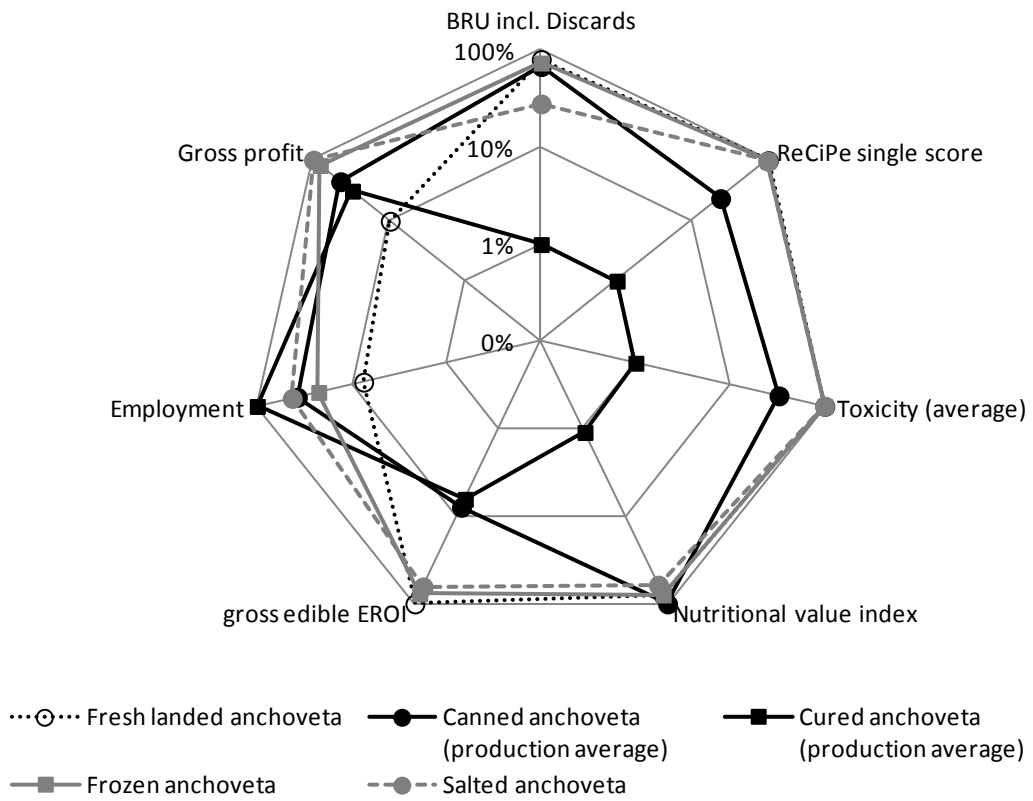 BRU incl. Discards
100%
Gross profit
10%
ReCiPe single score
1%
0%
Employment
Toxicity (average)
gross edible EROI
Nutritional value index
Fresh landed anchoveta
Canned anchoveta
(production average)
Cured anchoveta
(production average)
Frozen anchoveta
Salted anchoveta